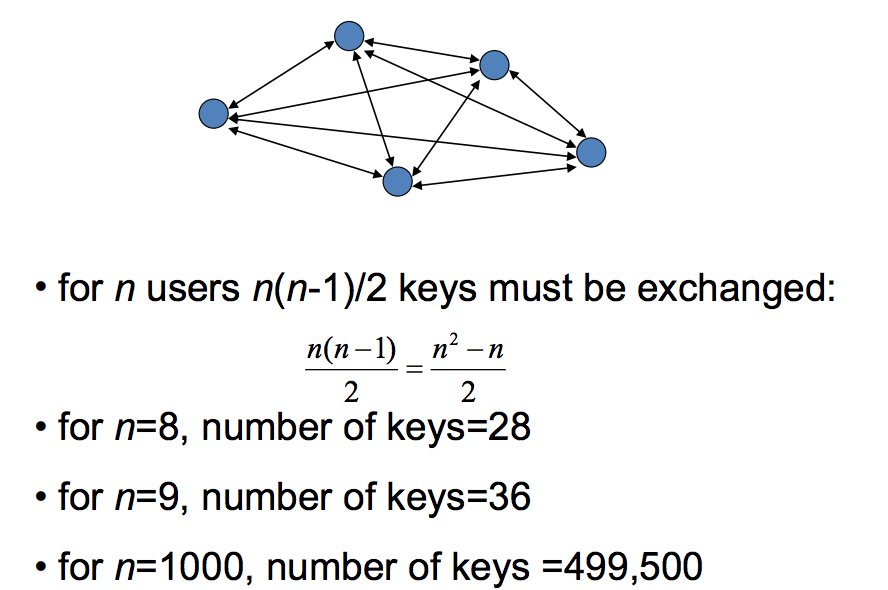 • for n users n(n-1)/2 keys must be exchanged:
n(n−1)/2 = n² − n/2
• for n=8, number of keys=28
• for n=9, number of keys=36
• for n=1000, number of keys =499,500